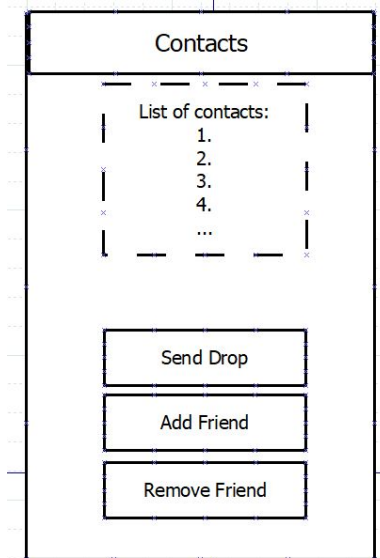 Contacts
List of contacts:
1.
2.
3.
4.
...
Send Drop
Add Friend
Remove Friend